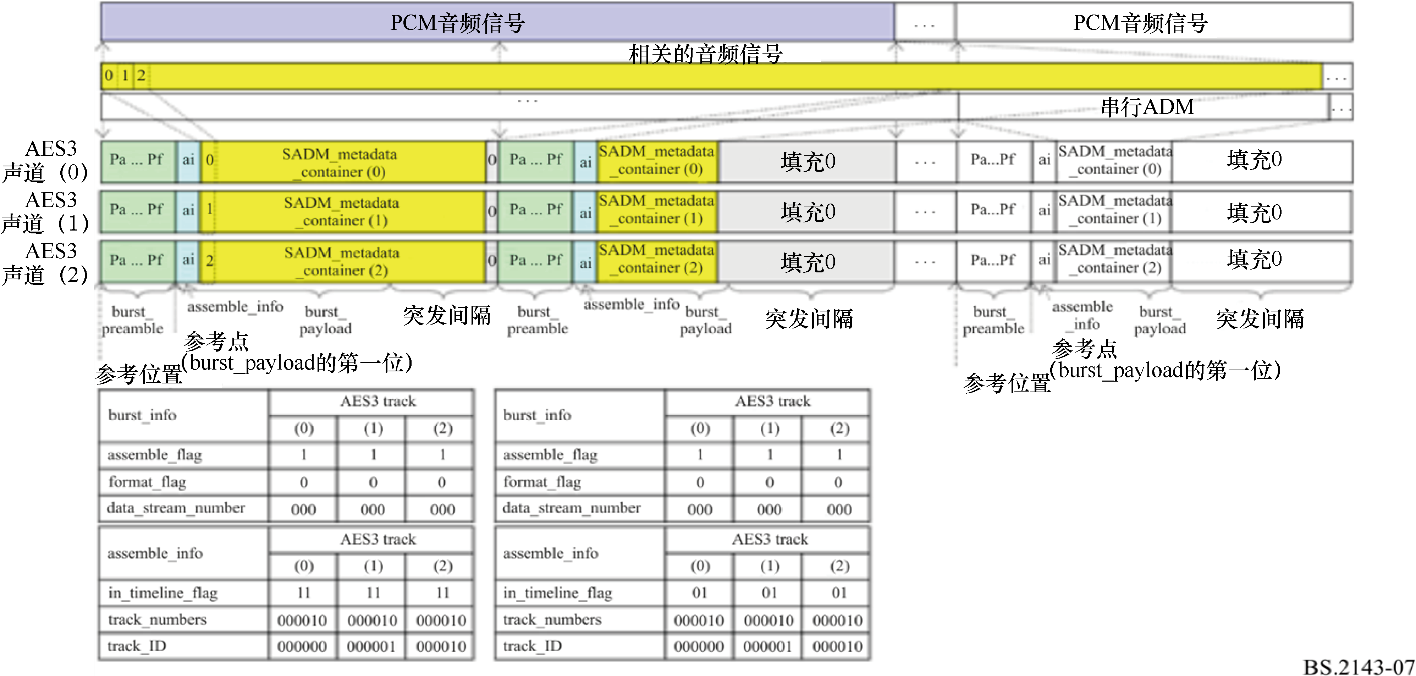 PCM音频信号 ... PCM音频信号
相关的音频信号
0 1 2 ...
... 串行ADM ...
AES3
声道（0） Pa ... Pf ai 0 SADM_metadata
_container (0) 0 Pa ... Pf ai SADM_metadata
_container (0) 填充0 ... Pa...Pf ai SADM_metadata
_container (0) 填充0
AES3
声道（1） Pa ... Pf ai 1 SADM_metadata
_container (1) 0 Pa ... Pf ai SADM_metadata
_container (1) 填充0 ... Pa...Pf ai SADM_metadata
_container (1) 填充0
AES3
声道（2） Pa ... Pf ai 2 SADM_metadata
_container (2) 0 Pa ... Pf ai SADM_metadata
_container (2) 填充0 ... Pa...Pf ai SADM_metadata
_container (2) 填充0
burst_
preamble
assemble_info
burst_
payload
突发间隔
burst_
preamble
assemble_info
burst_
payload
突发间隔
burst_
preamble
assemble
_info
burst_
payload
突发间隔
参考点
（burst_payload的第一位）
参考位置
参考点
（burst_payload的第一位）
参考位置
burst_info AES3 track
(0) (1) (2)
assemble_flag 1 1 1
format_flag 0 0 0
data_stream_number 000 000 000
assemble_info AES3 track
(0) (1) (2)
in_timeline_flag 11 11 11
track_numbers 000010 000010 000010
track_ID 000000 000001 000010
burst_info AES3 track
(0) (1) (2)
assemble_flag 1 1 1
format_flag 0 0 0
data_stream_number 000 000 000
assemble_info AES3 track
(0) (1) (2)
in_timeline_flag 01 01 01
track_numbers 000010 000010 000010
track_ID 000000 000001 000010
BS.2143-07